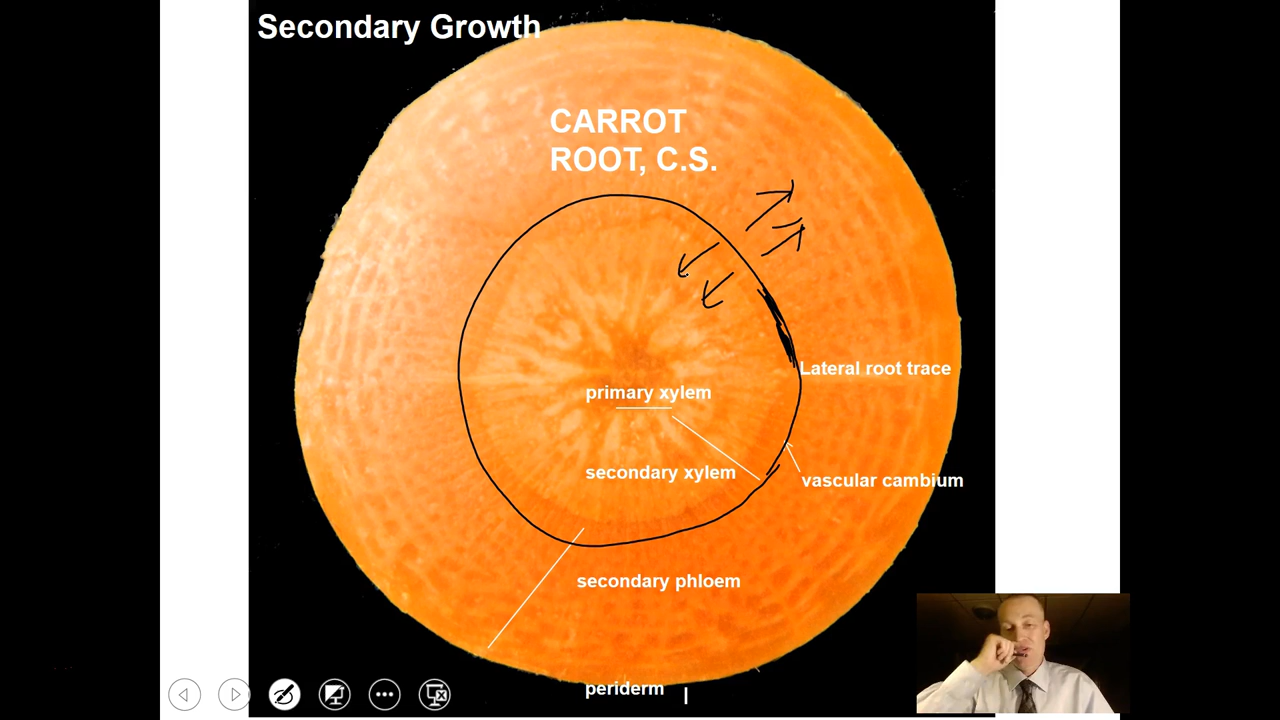 Secondary Growth
CARROT
ROOT, C.S.
Lateral root trace
primary xylem
secondary xylem
vascular cambium
secondary phloem
periderm